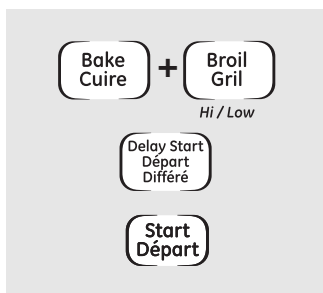 Bake + Broil
Cuire Gril
Hi / Low
Delay Start
Départ
Différé
Start
Départ